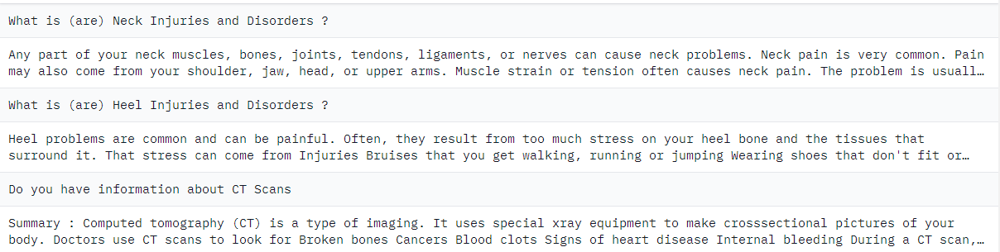 What is (are) Neck Injuries and Disorders ?
Any part of your neck muscles, bones, joints, tendons, ligaments, or nerves can cause neck problems. Neck pain is very common. Pain
may also come from your shoulder, jaw, head, or upper arms. Muscle strain or tension often causes neck pain. The problem is usuall…
What is (are) Heel Injuries and Disorders ?
Heel problems are common and can be painful. Often, they result from too much stress on your heel bone and the tissues that
surround it. That stress can come from Injuries Bruises that you get walking, running or jumping Wearing shoes that don't fit or…
Do you have information about CT Scans
Summary : Computed tomography (CT) is a type of imaging. It uses special xray equipment to make crosssectional pictures of your
body. Doctors use CT scans to look for Broken bones Cancers Blood clots Signs of heart disease Internal bleeding During a CT scan,…